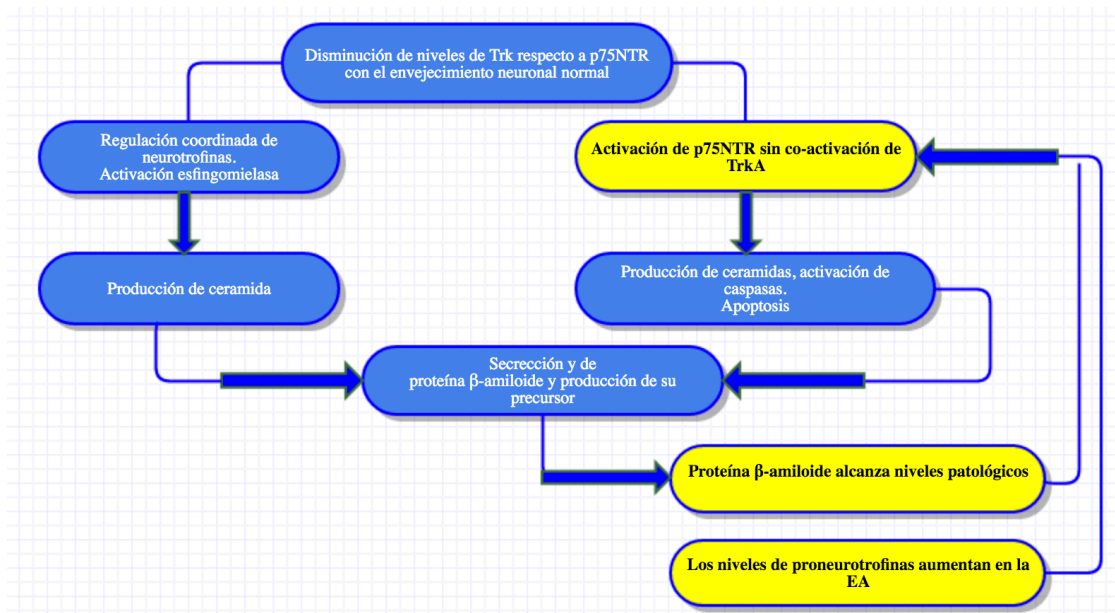 Disminución de niveles de Trk respecto a p75NTR
con el envejecimiento neuronal normal
Regulación coordinada de
neurotrofinas.
Activación esfingomielasa
Activación de p75NTR sin co-activación de
TrkA
Producción de ceramida
Producción de ceramidas, activación de
caspasas.
Apoptosis
Secrección y de
proteína β-amiloide y producción de su
precursor
Proteína β-amiloide alcanza niveles patológicos
Los niveles de proneurotrofinas aumentan en la
EA